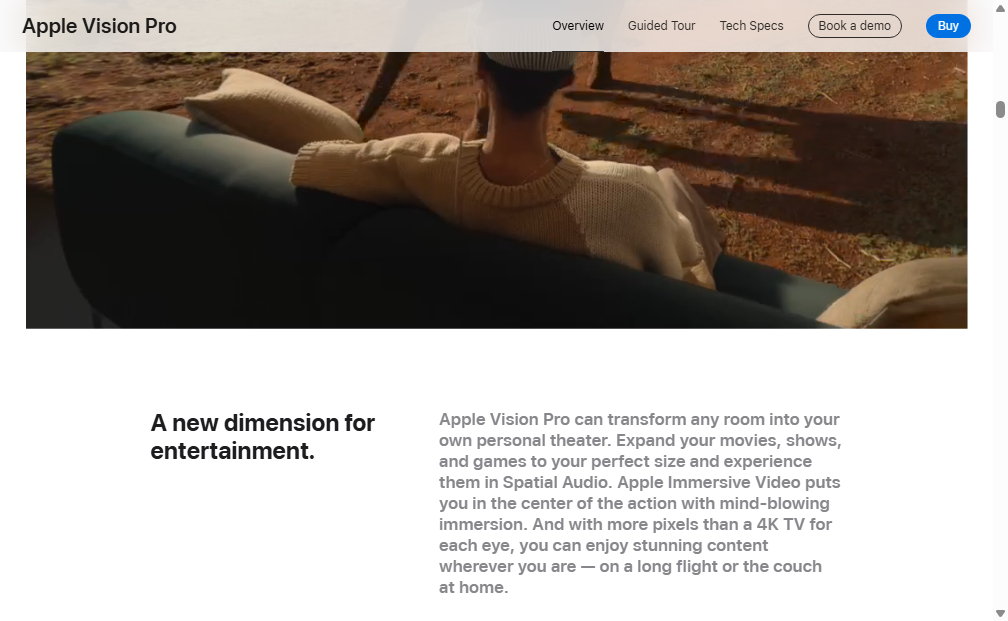 Apple Vision Pro
Overview
Guided Tour
Tech Specs
Book a demo
Buy
A new dimension for
entertainment.
Apple Vision Pro can transform any room into your
own personal theater. Expand your movies, shows,
and games to your perfect size and experience
them in Spatial Audio. Apple Immersive Video puts
you in the center of the action with mind-blowing
immersion. And with more pixels than a 4K TV for
each eye, you can enjoy stunning content
wherever you are — on a long flight or the couch
at home.